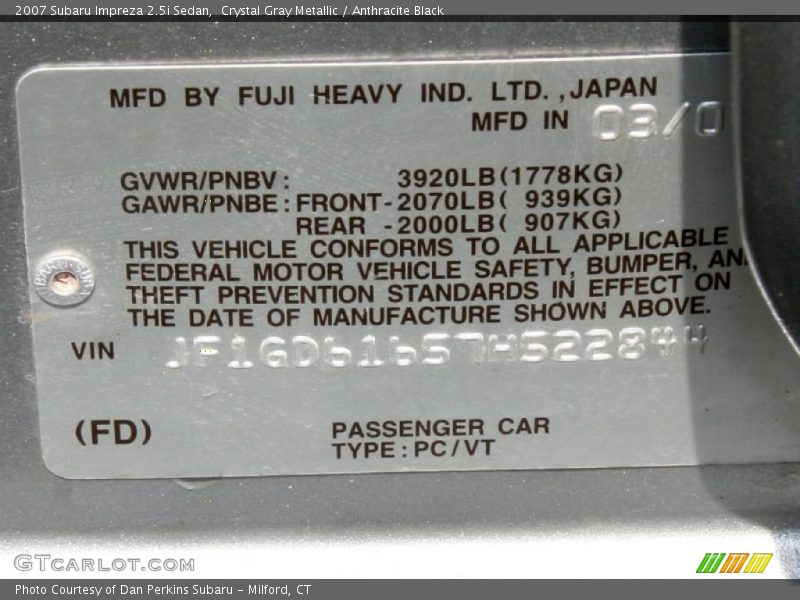 2007 Subaru Impreza 2.5i Sedan, Crystal Gray Metallic / Anthracite Black
MFD BY FUJI HEAVY IND. LTD. , JAPAN
MFD IN 03/0
GVWR/PNBV: 3920LB(1778KG)
GAWR/PNBE: FRONT-2070LB( 939KG)
REAR -2000LB( 907KG)
THIS VEHICLE CONFORMS TO ALL APPLICABLE
FEDERAL MOTOR VEHICLE SAFETY, BUMPER, AN
THEFT PREVENTION STANDARDS IN EFFECT ON
THE DATE OF MANUFACTURE SHOWN ABOVE.
VIN JF1GD61657H522844
(FD) PASSENGER CAR
TYPE:PC/VT
GTCARLOT.COM
Photo Courtesy of Dan Perkins Subaru - Milford, CT